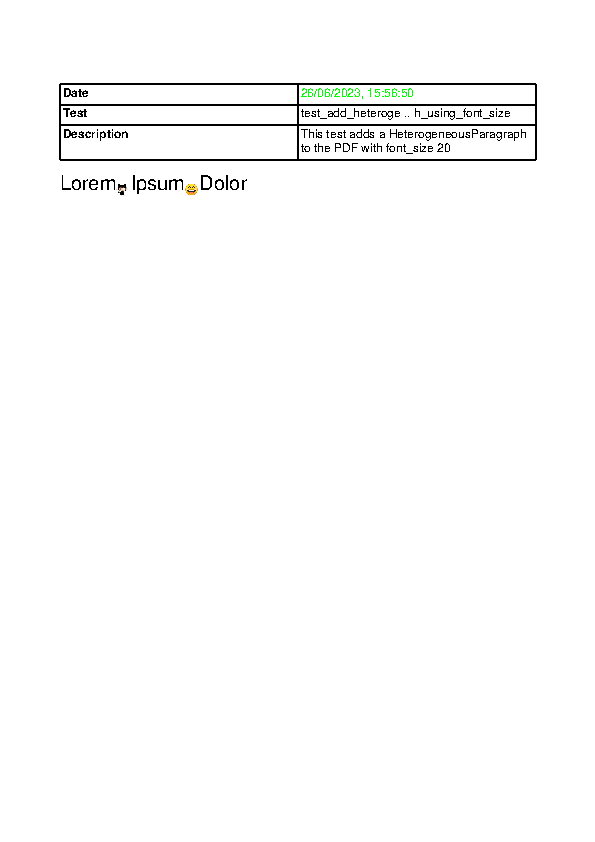 Date 26/06/2023, 15:56:50
Test test_add_heteroge .. h_using_font_size
Description This test adds a HeterogeneousParagraph
to the PDF with font_size 20
Lorem Ipsum 😄 Dolor